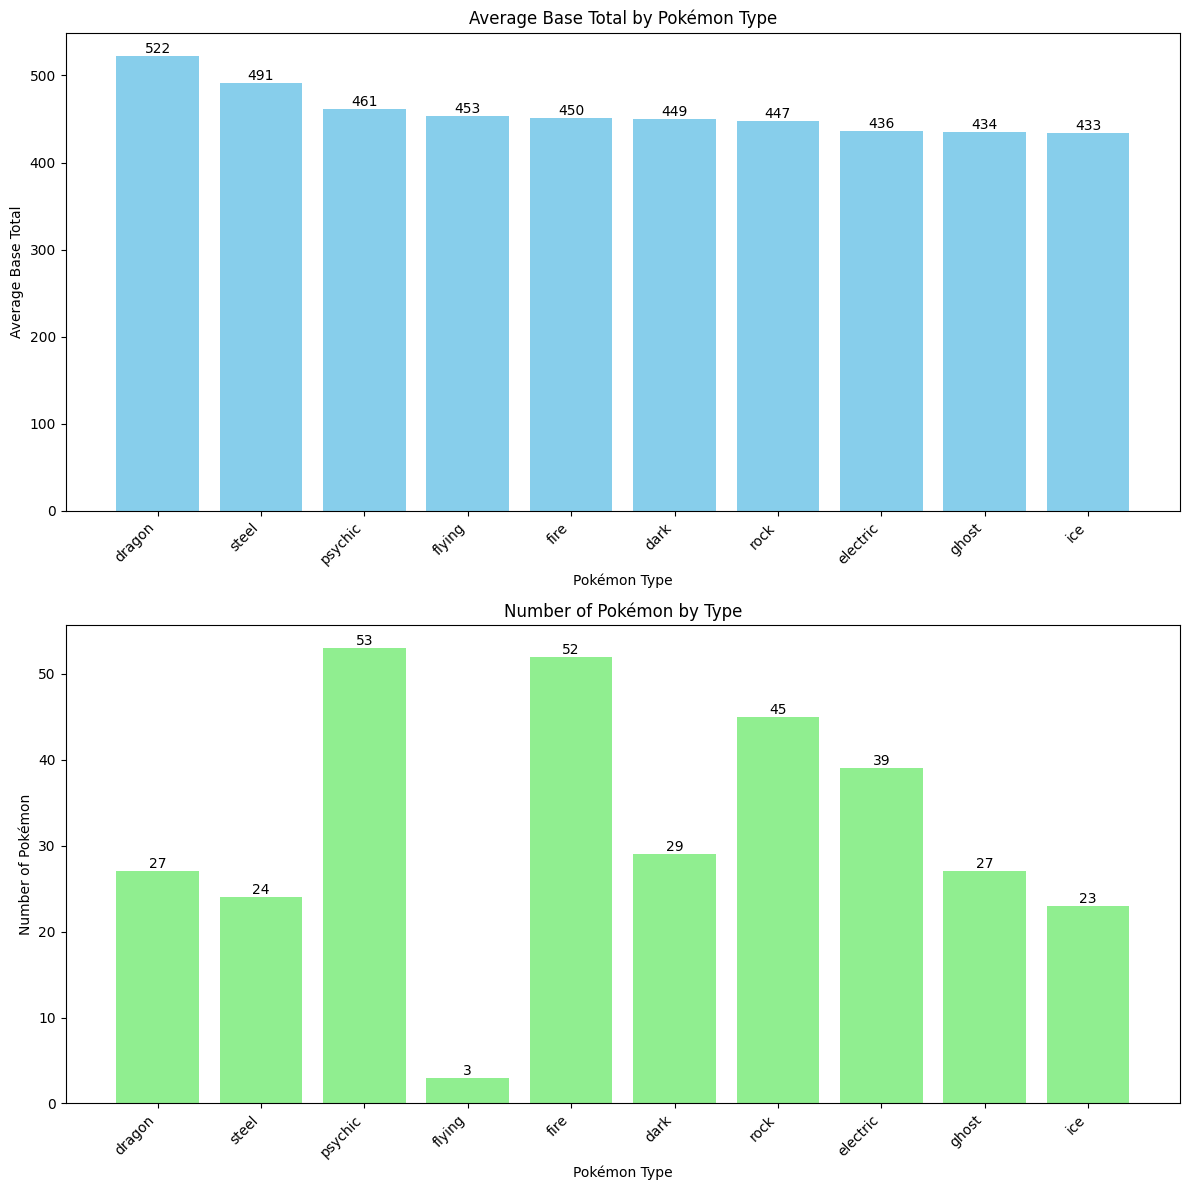 Average Base Total by Pokémon Type
Average Base Total
500
400
300
200
100
0
522
491
461
453
450
449
447
436
434
433
dragon
steel
psychic
flying
fire
dark
rock
electric
ghost
ice
Pokémon Type
Number of Pokémon by Type
Number of Pokémon
50
40
30
20
10
0
27
24
53
3
52
29
45
39
27
23
dragon
steel
psychic
flying
fire
dark
rock
electric
ghost
ice
Pokémon Type